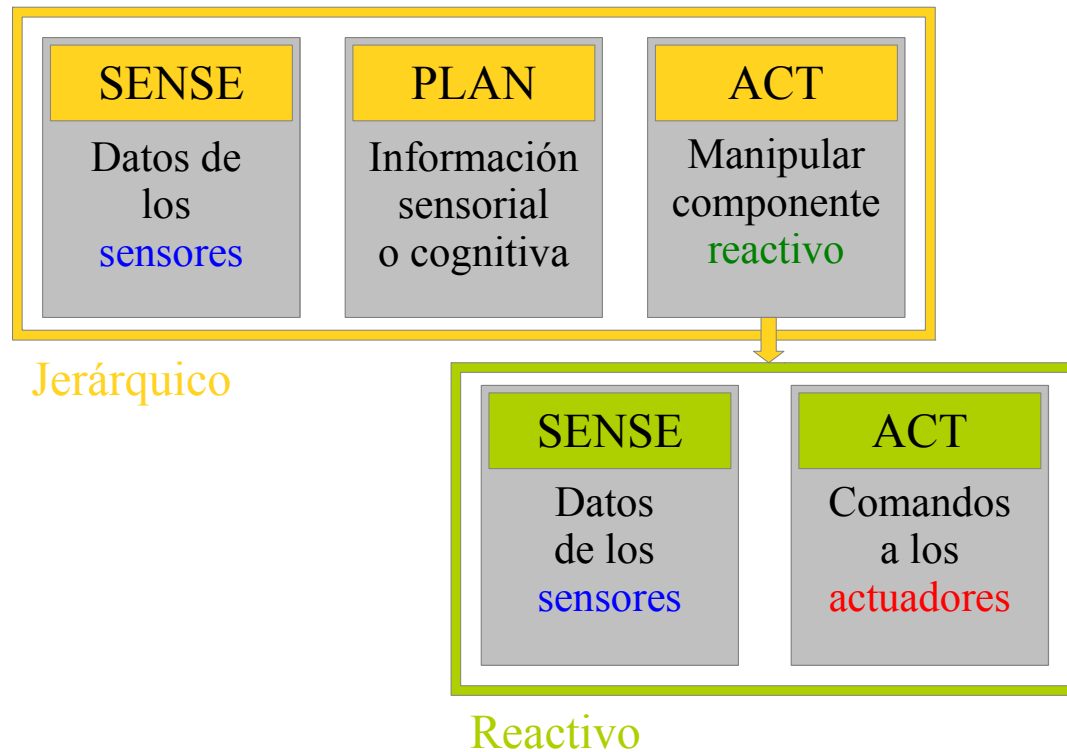 SENSE
Datos de
los
sensores
PLAN
Información
sensorial
o cognitiva
ACT
Manipular
componente
reactivo
Jerárquico
SENSE
Datos
de los
sensores
ACT
Comandos
a los
actuadores
Reactivo